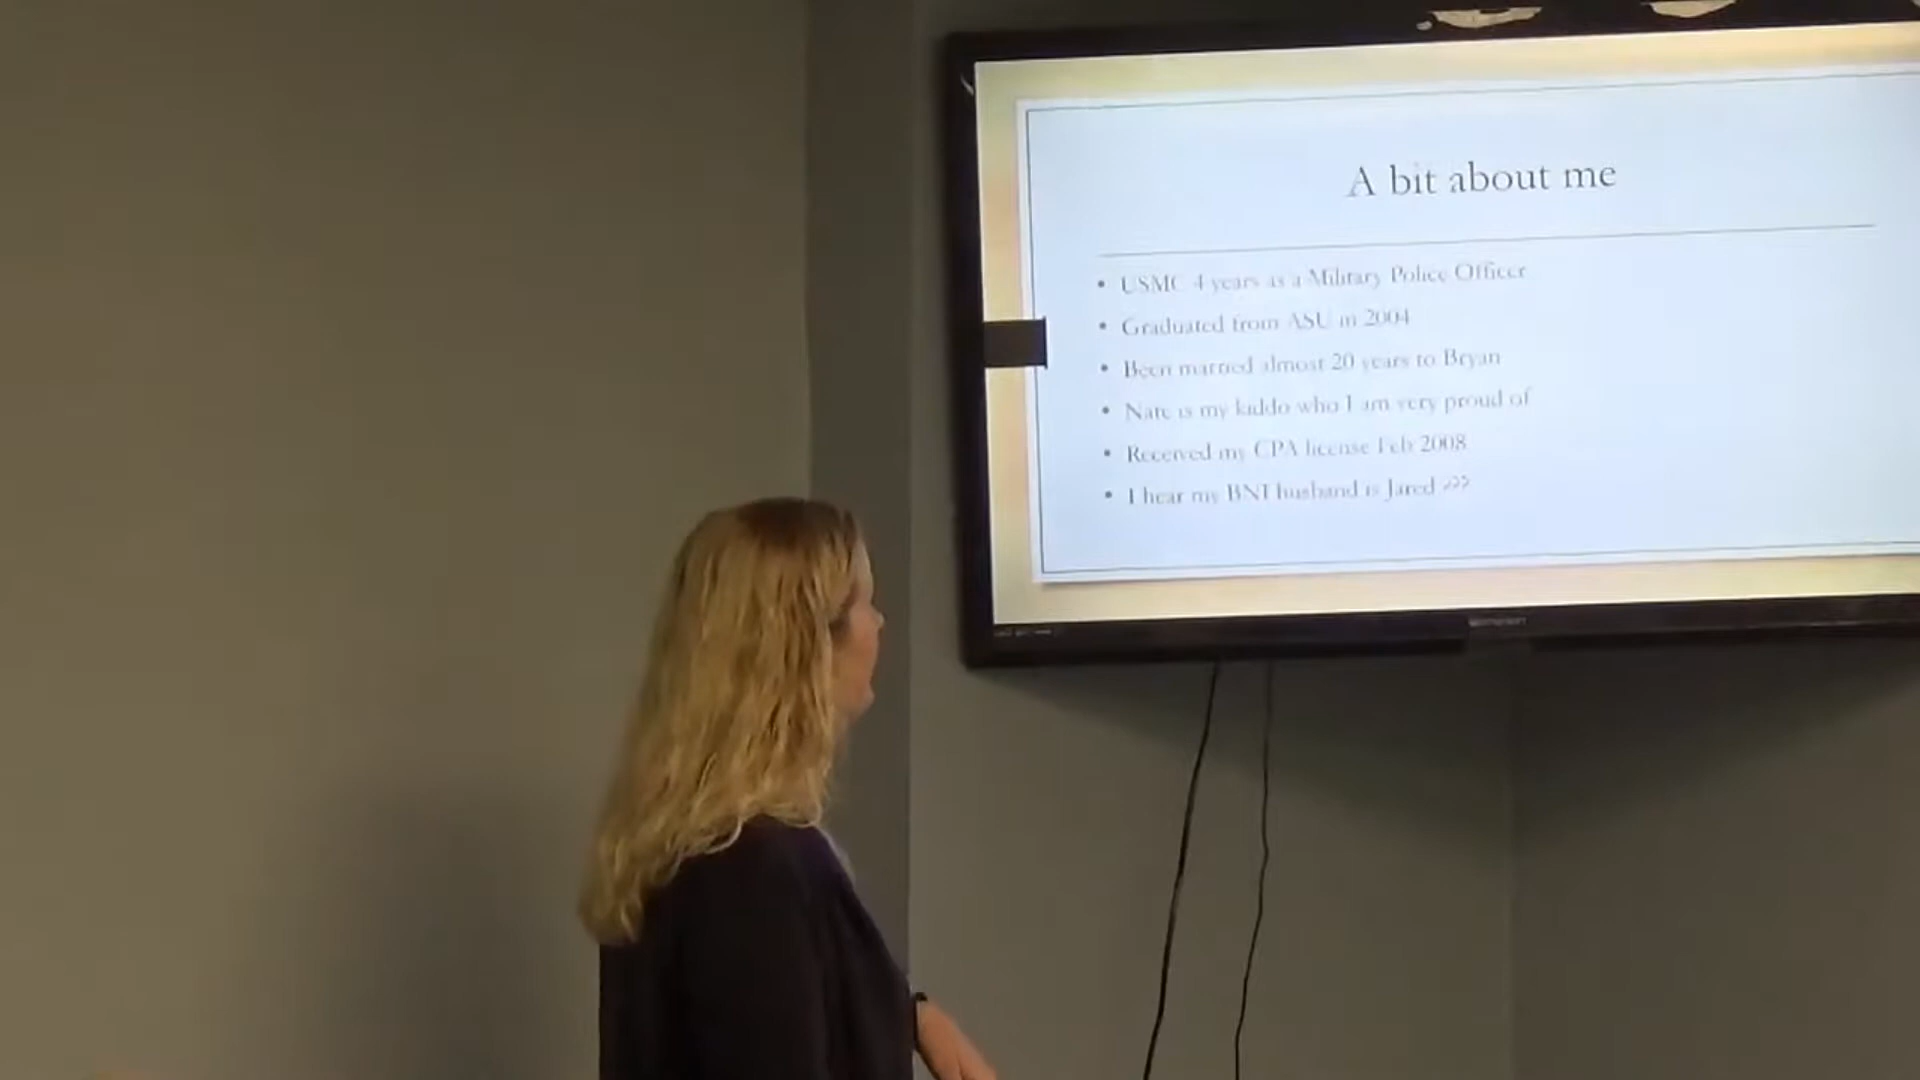 A bit about me
• USMC 4 years as a Military Police Officer
• Graduated from ASU in 2004
• Been married almost 20 years to Bryan
• Nate is my kiddo who I am very proud of
• Received my CPA license Feb 2008
• I hear my BNI husband is Jared ???